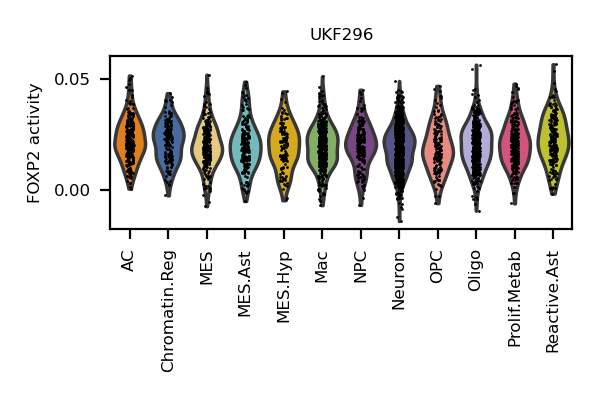 UKF296
FOXP2 activity
0.05
0.00
AC
Chromatin.Reg
MES
MES.Ast
MES.Hyp
Mac
NPC
Neuron
OPC
Oligo
Prolif.Metab
Reactive.Ast